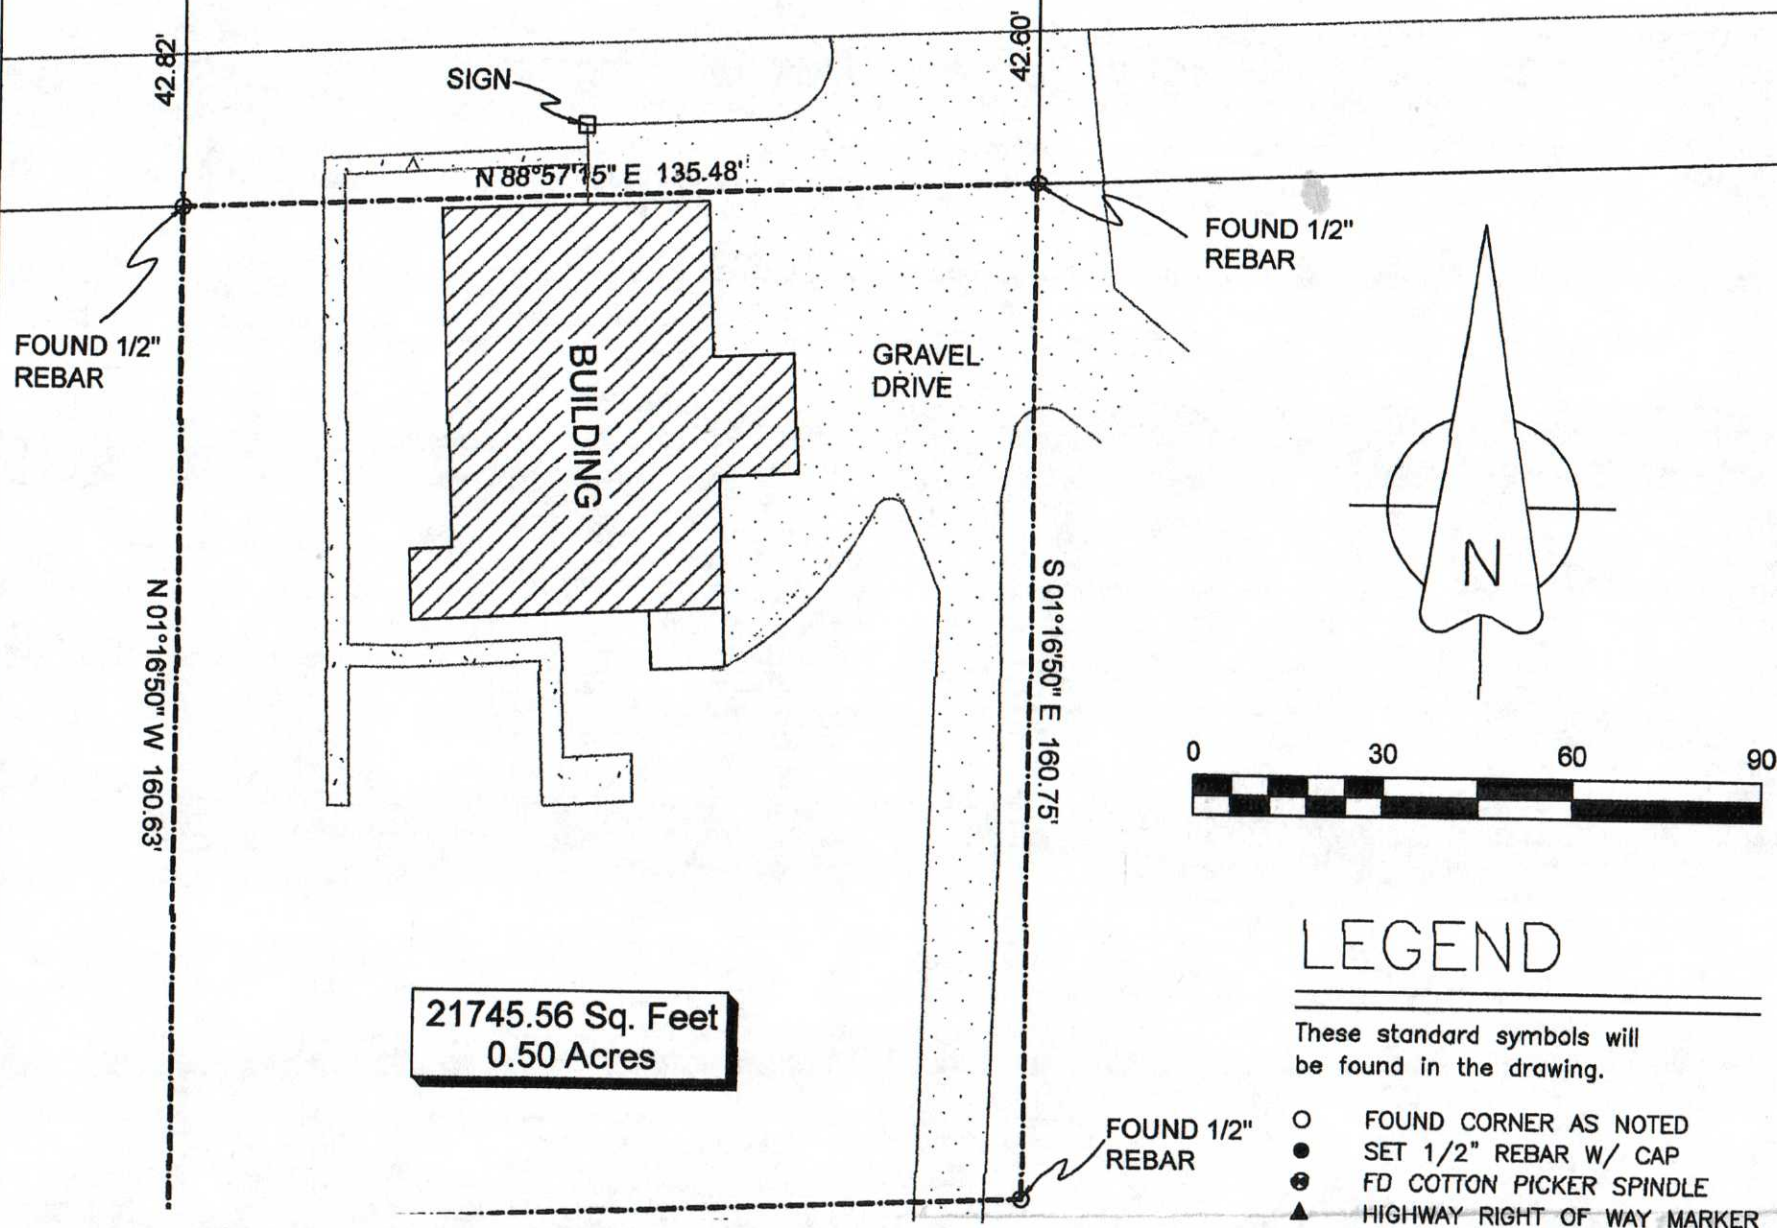 42.82'
42.60'
SIGN
N 88°57'15" E 135.48'
FOUND 1/2"
REBAR
FOUND 1/2"
REBAR
BUILDING
GRAVEL
DRIVE
N
N 01°16'50" W 160.63'
S 01°16'50" E 160.75'
0 30 60 90
21745.56 Sq. Feet
0.50 Acres
FOUND 1/2"
REBAR
LEGEND
These standard symbols will
be found in the drawing.
FOUND CORNER AS NOTED
SET 1/2" REBAR W/ CAP
FD COTTON PICKER SPINDLE
HIGHWAY RIGHT OF WAY MARKER